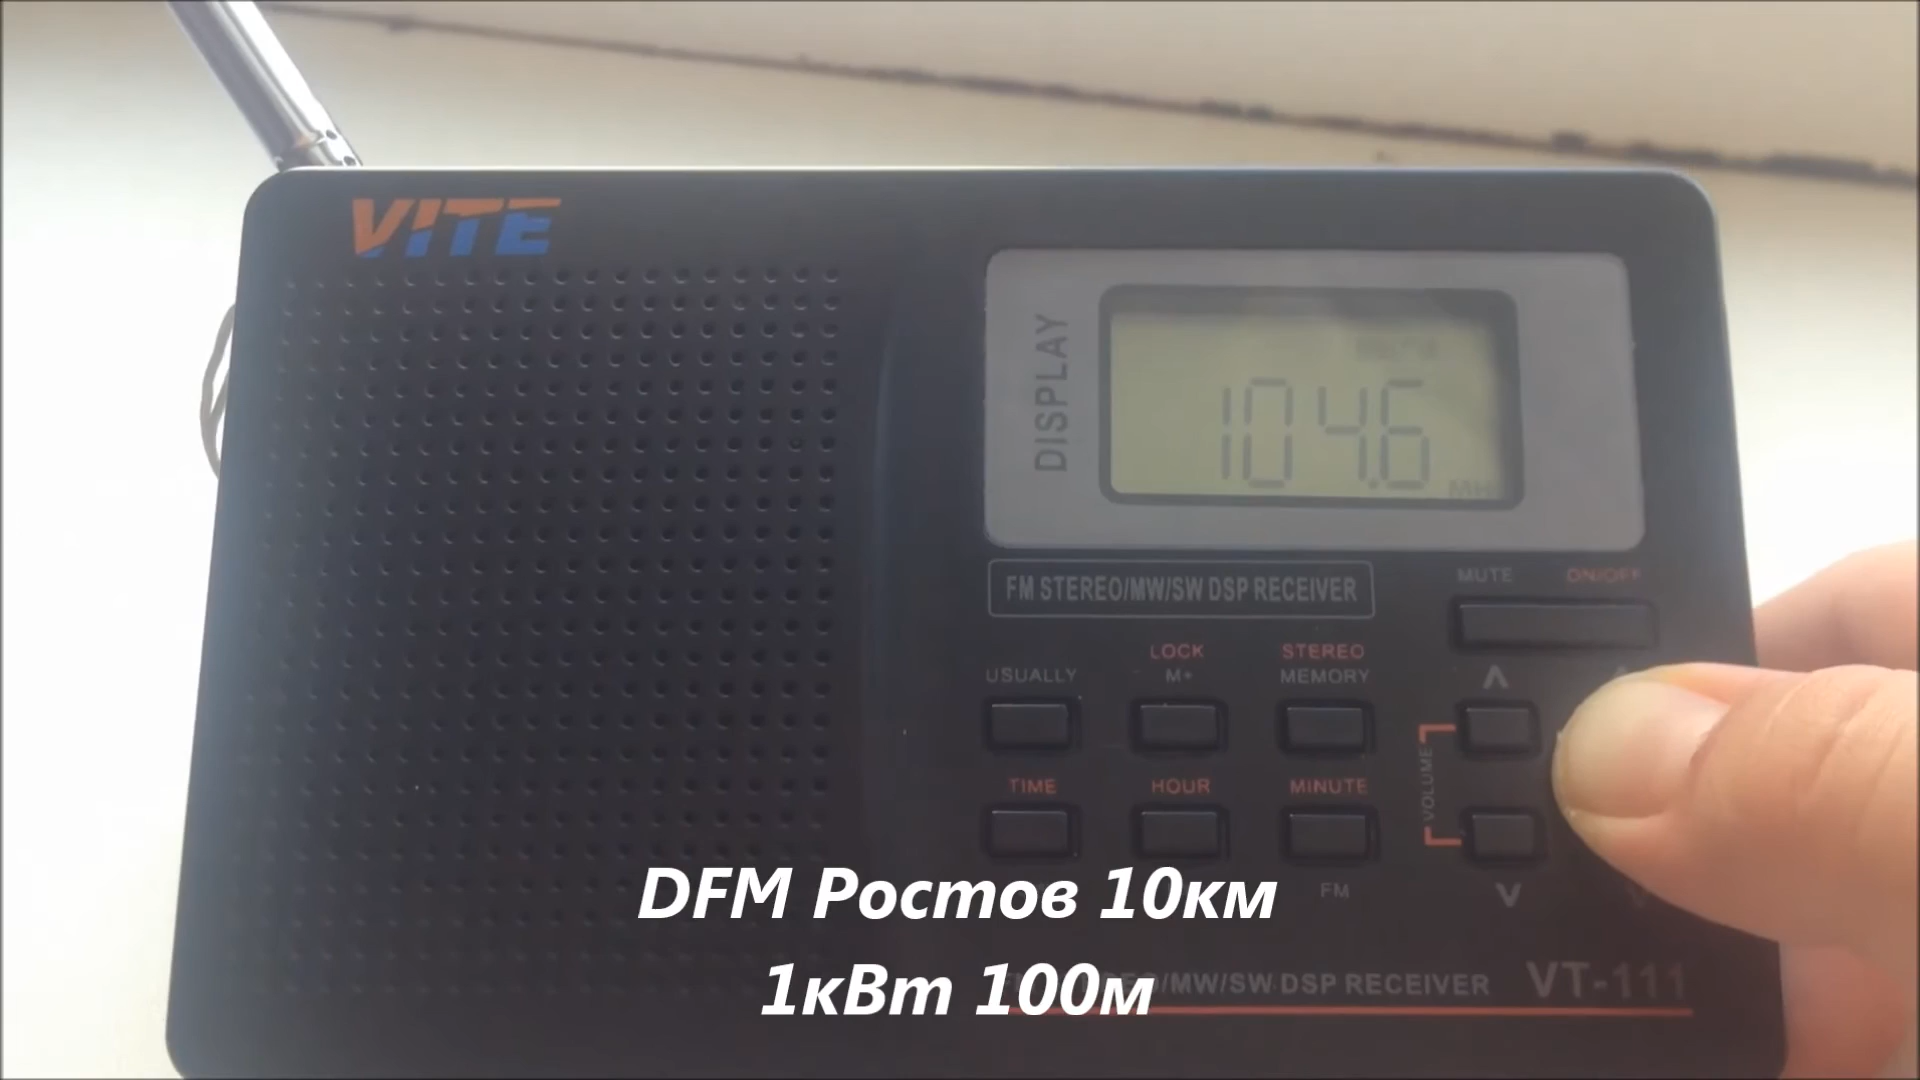 VITE
DISPLAY
104.6
FM STEREO/MW/SW DSP RECEIVER
MUTE ON/OFF
LOCK STEREO
USUALLY M+ MEMORY
VOLUME
TIME HOUR MINUTE
FM
DFM Ростов 10км
1кВт 100м
/MW/SW DSP RECEIVER VT-111